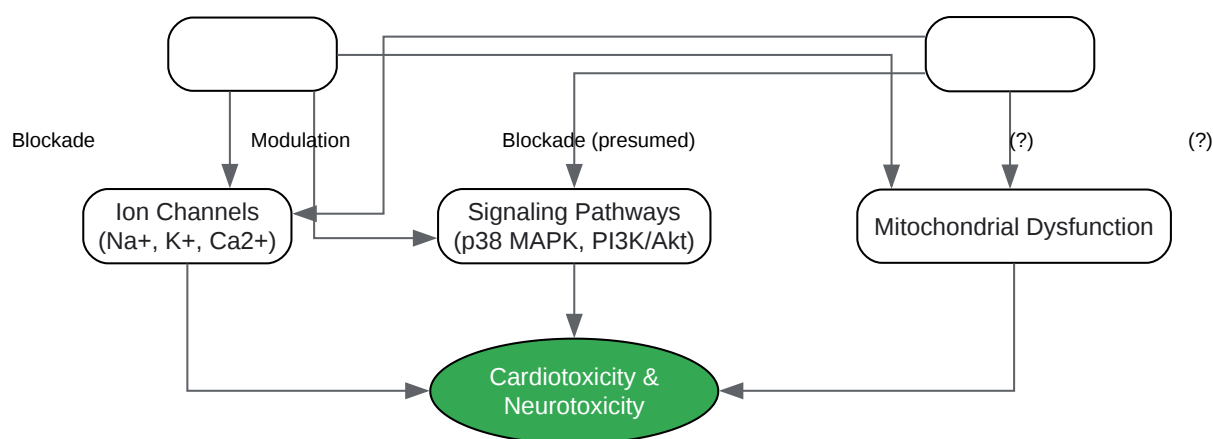 Blockade
Modulation
Blockade (presumed)
(?)
(?)
Ion Channels
(Na+, K+, Ca2+)
Signaling Pathways
(p38 MAPK, PI3K/Akt)
Mitochondrial Dysfunction
Cardiotoxicity &
Neurotoxicity